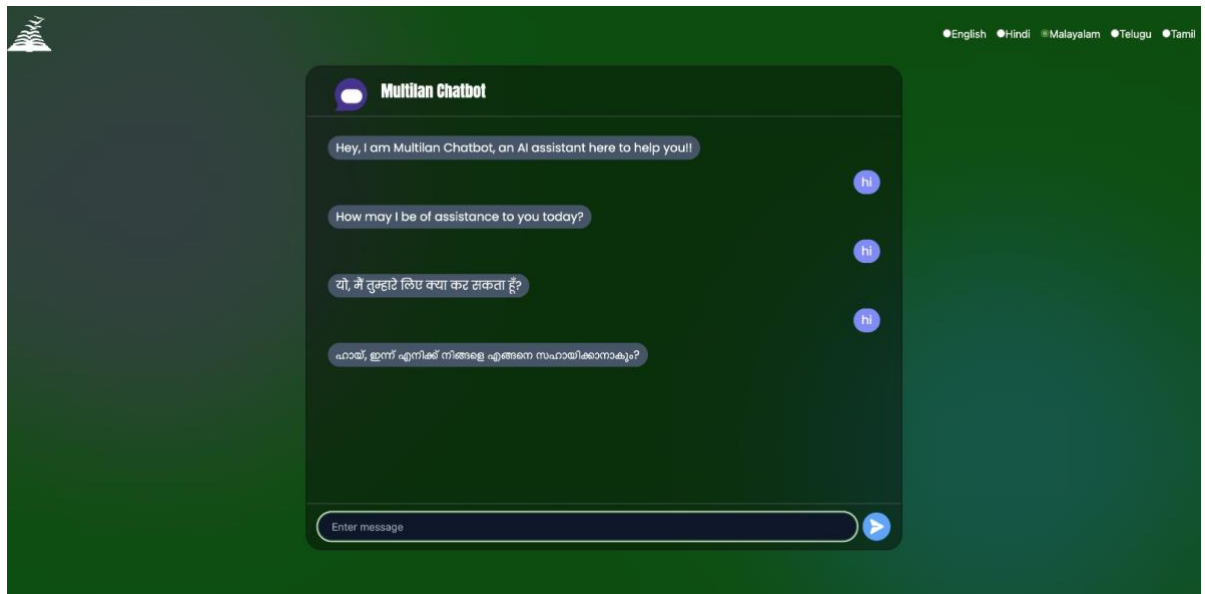 English Hindi Malayalam Telugu Tamil
Multilan Chatbot
Hey, I am Multilan Chatbot, an AI assistant here to help you!!
hi
How may I be of assistance to you today?
hi
यो, मैं तुम्हारे लिए क्या कर सकता हूँ?
hi
ഹായ്, ഇന്ന് എനിക്ക് നിങ്ങളെ എങ്ങനെ സഹായിക്കാനാകും?
Enter message